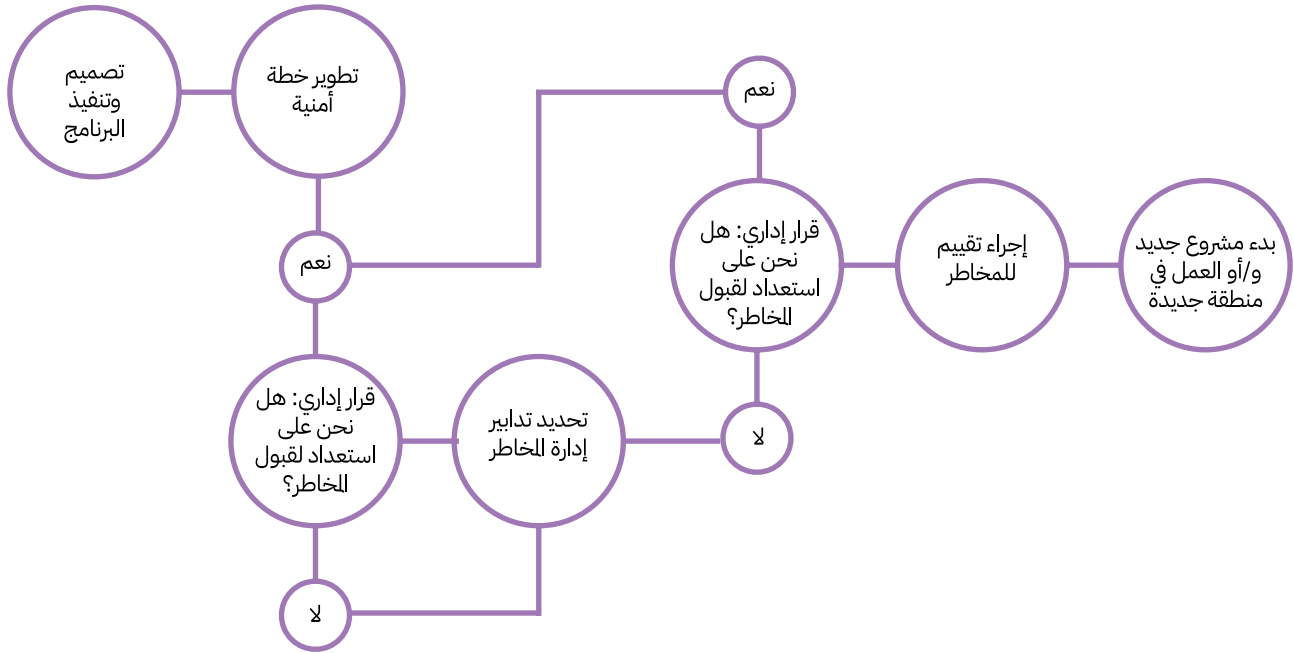 بدء مشروع جديد
و/أو العمل في
منطقة جديدة
إجراء تقييم
للمخاطر
قرار إداري: هل
نحن على
استعداد لقبول
المخاطر؟
نعم
لا
تحديد تدابير
إدارة المخاطر
قرار إداري: هل
نحن على
استعداد لقبول
المخاطر؟
لا
نعم
تطوير خطة
أمنية
تصميم
وتنفيذ
البرنامج